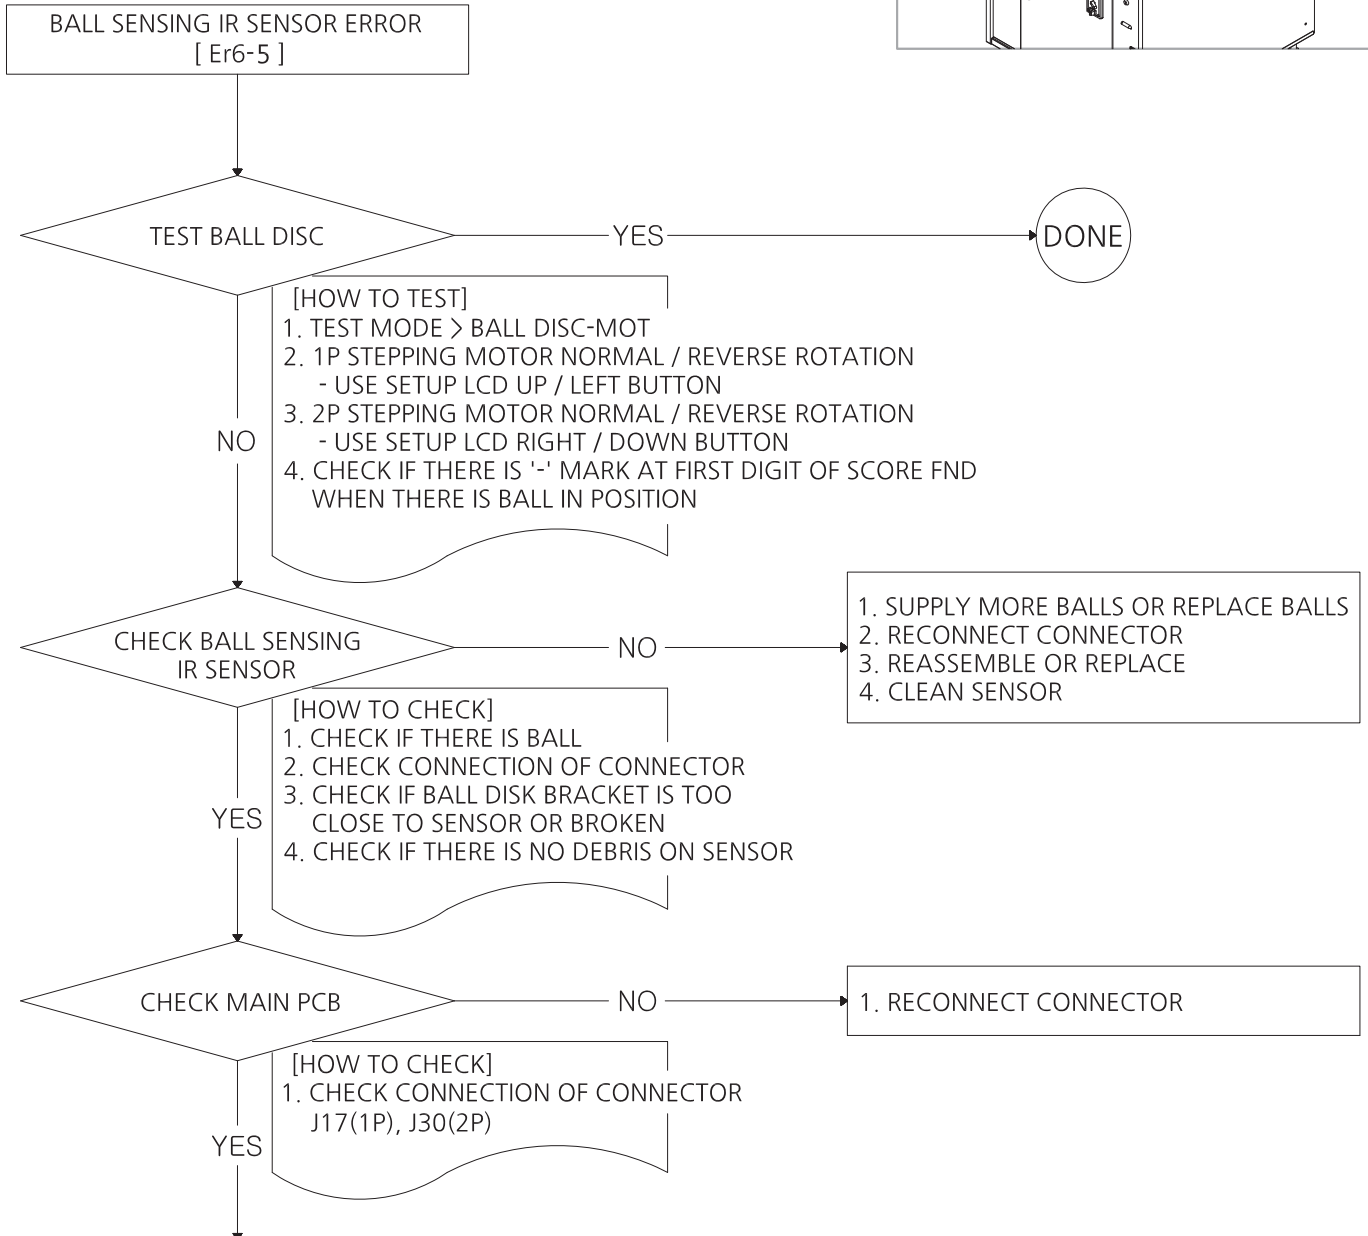 BALL SENSING IR SENSOR ERROR
[ Er6-5 ]
TEST BALL DISC
YES
DONE
[HOW TO TEST]
1. TEST MODE > BALL DISC-MOT
2. 1P STEPPING MOTOR NORMAL / REVERSE ROTATION
- USE SETUP LCD UP / LEFT BUTTON
3. 2P STEPPING MOTOR NORMAL / REVERSE ROTATION
- USE SETUP LCD RIGHT / DOWN BUTTON
4. CHECK IF THERE IS '-' MARK AT FIRST DIGIT OF SCORE FND
WHEN THERE IS BALL IN POSITION
NO
CHECK BALL SENSING
IR SENSOR
NO
1. SUPPLY MORE BALLS OR REPLACE BALLS
2. RECONNECT CONNECTOR
3. REASSEMBLE OR REPLACE
4. CLEAN SENSOR
[HOW TO CHECK]
1. CHECK IF THERE IS BALL
2. CHECK CONNECTION OF CONNECTOR
3. CHECK IF BALL DISK BRACKET IS TOO
CLOSE TO SENSOR OR BROKEN
4. CHECK IF THERE IS NO DEBRIS ON SENSOR
YES
CHECK MAIN PCB
NO
1. RECONNECT CONNECTOR
[HOW TO CHECK]
1. CHECK CONNECTION OF CONNECTOR
J17(1P), J30(2P)
YES